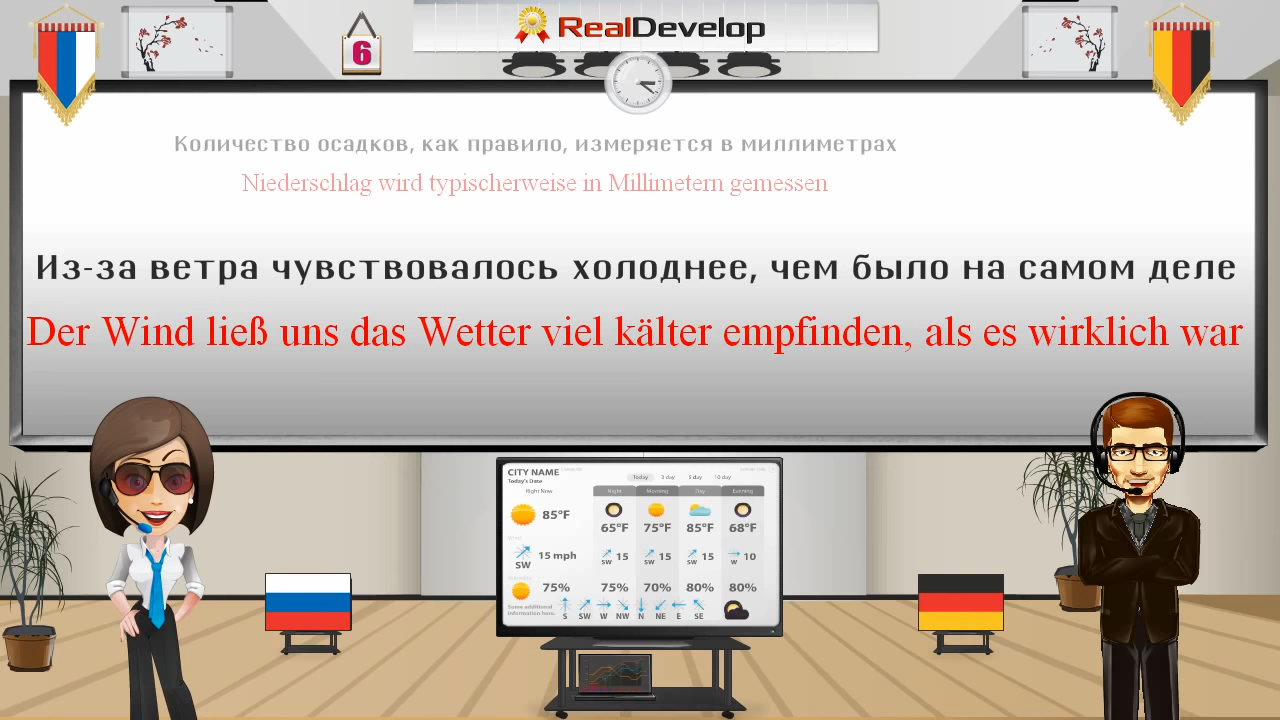 6
RealDevelop
Количество осадков, как правило, измеряется в миллиметрах
Niederschlag wird typischerweise in Millimetern gemessen
Из-за ветра чувствовалось холоднее, чем было на самом деле
Der Wind ließ uns das Wetter viel kälter empfinden, als es wirklich war
CITY NAME
Today's Date
Today 3 day 5 day 10 day
Right Now
Night Morning Day Evening
85°F
65°F 75°F 85°F 68°F
15 mph
SW
15 15 15 10
SW SW SW W
75%
75% 70% 80% 80%
Some additional
information here.
S SW W NW N NE E SE